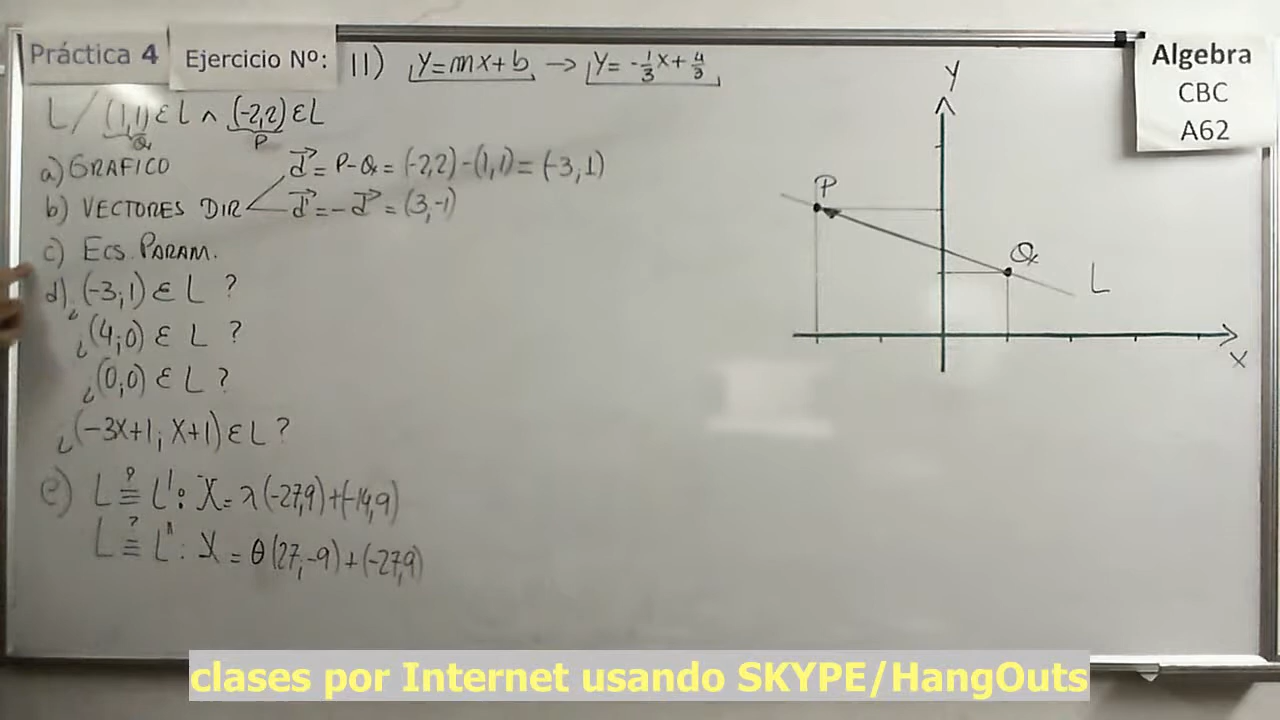 Práctica 4 Ejercicio Nº: 11) Y=mx+b → Y=-1/3x+4/3
L/(1,1) ε L ∧ (-2,2) ε L
Q P
a) GRAFICO d⃗ = P-Q = (-2,2)-(1,1) = (-3,1)
b) VECTORES DIR d⃗' = -d⃗ = (3,-1)
c) Ecs. PARAM.
d) ¿(-3;1) ε L ?
¿(4;0) ε L ?
¿(0;0) ε L ?
¿(-3x+1; x+1) ε L ?
e) L ≡? L': X = λ(-27,9)+(-14,9)
L ≡? L'': X = θ(27;-9)+(-27,9)
Y
P
Q
L
X
Algebra
CBC
A62
clases por Internet usando SKYPE/HangOuts